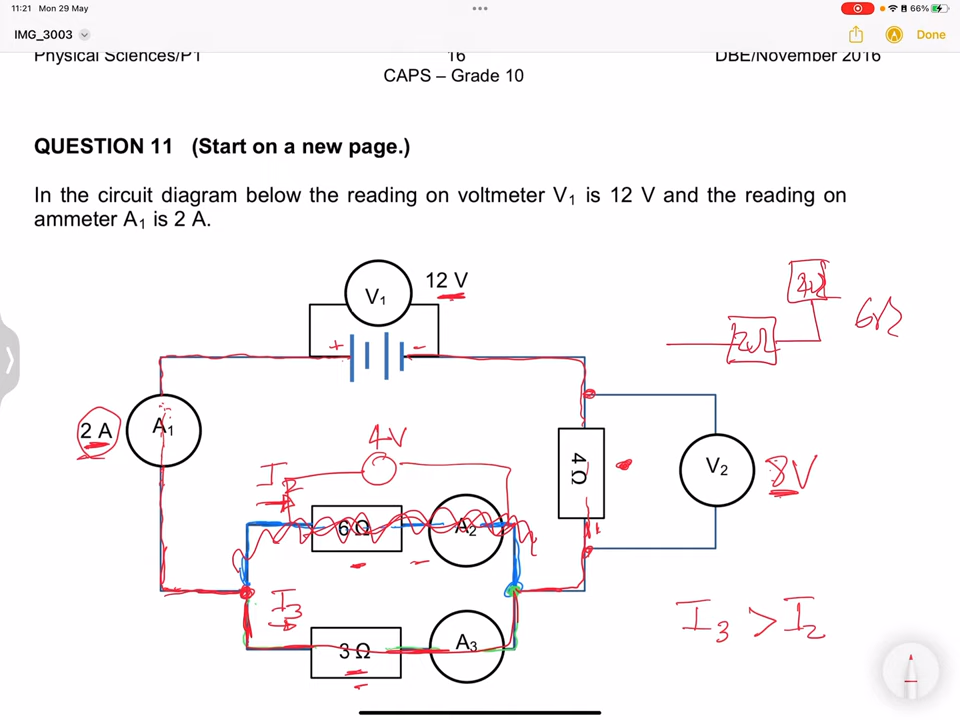 11:21 Mon 29 May
66%
IMG_3003
Done
Physical Sciences/P1 16 DBE/November 2016
CAPS – Grade 10
QUESTION 11 (Start on a new page.)
In the circuit diagram below the reading on voltmeter V₁ is 12 V and the reading on
ammeter A₁ is 2 A.
V₁
12 V
+ -
2Ω
6Ω
2 A
A₁
4V
4 Ω
V₂
8V
I₂
6 Ω
A₂
I₃
3 Ω
A₃
I₃ > I₂